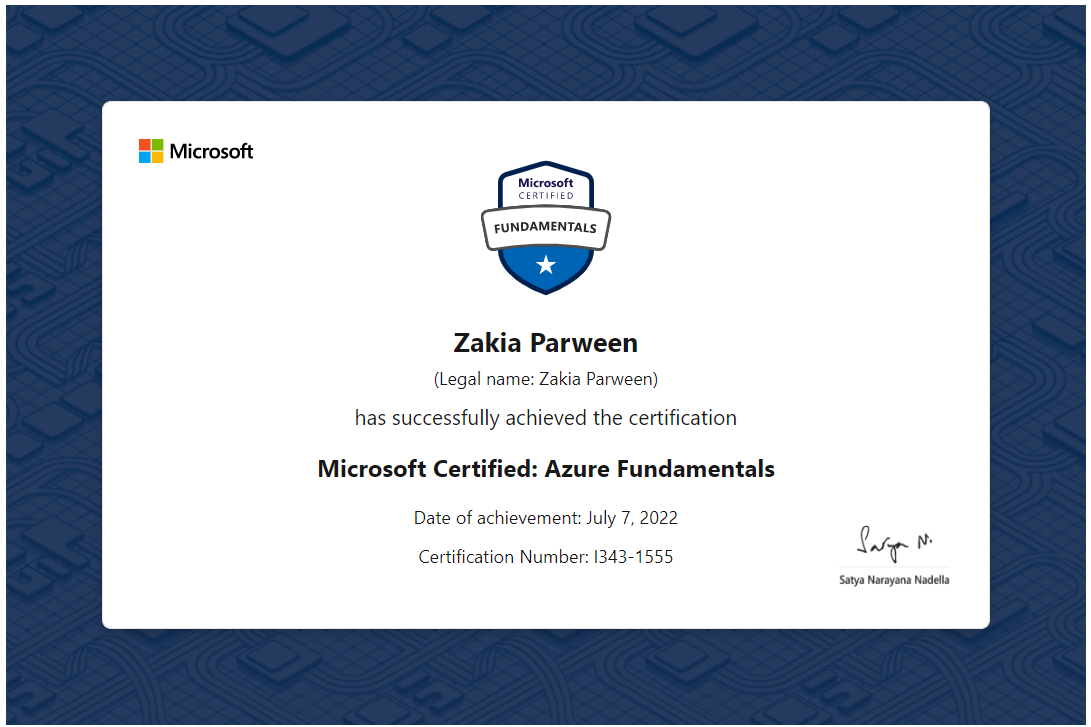 Microsoft
Microsoft
CERTIFIED
FUNDAMENTALS
Zakia Parween
(Legal name: Zakia Parween)
has successfully achieved the certification
Microsoft Certified: Azure Fundamentals
Date of achievement: July 7, 2022
Certification Number: I343-1555
Satya N.
Satya Narayana Nadella